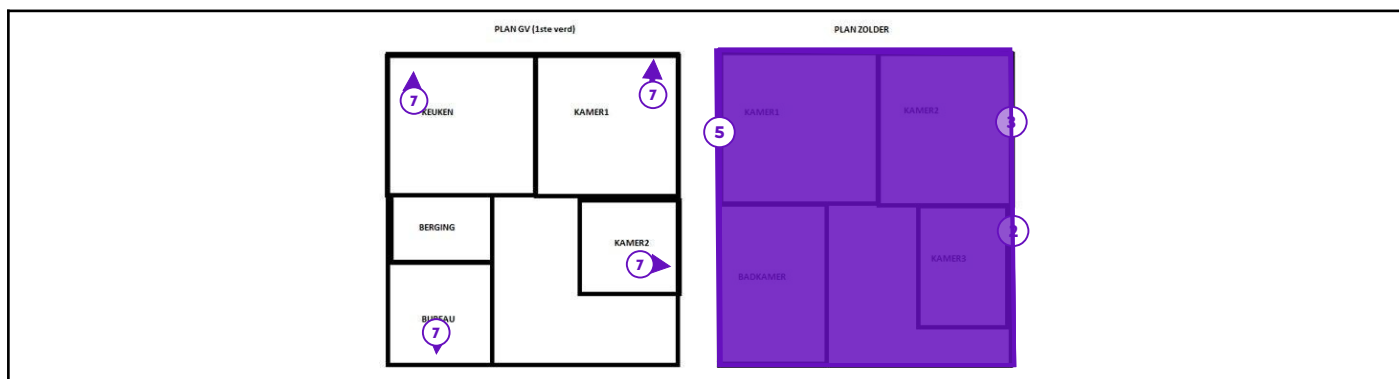 PLAN GV (1ste verd)
PLAN ZOLDER
7
7
KEUKEN
KAMER1
KAMER1
KAMER2
3
5
BERGING
KAMER2
7
KAMER3
2
BADKAMER
BUREAU
7